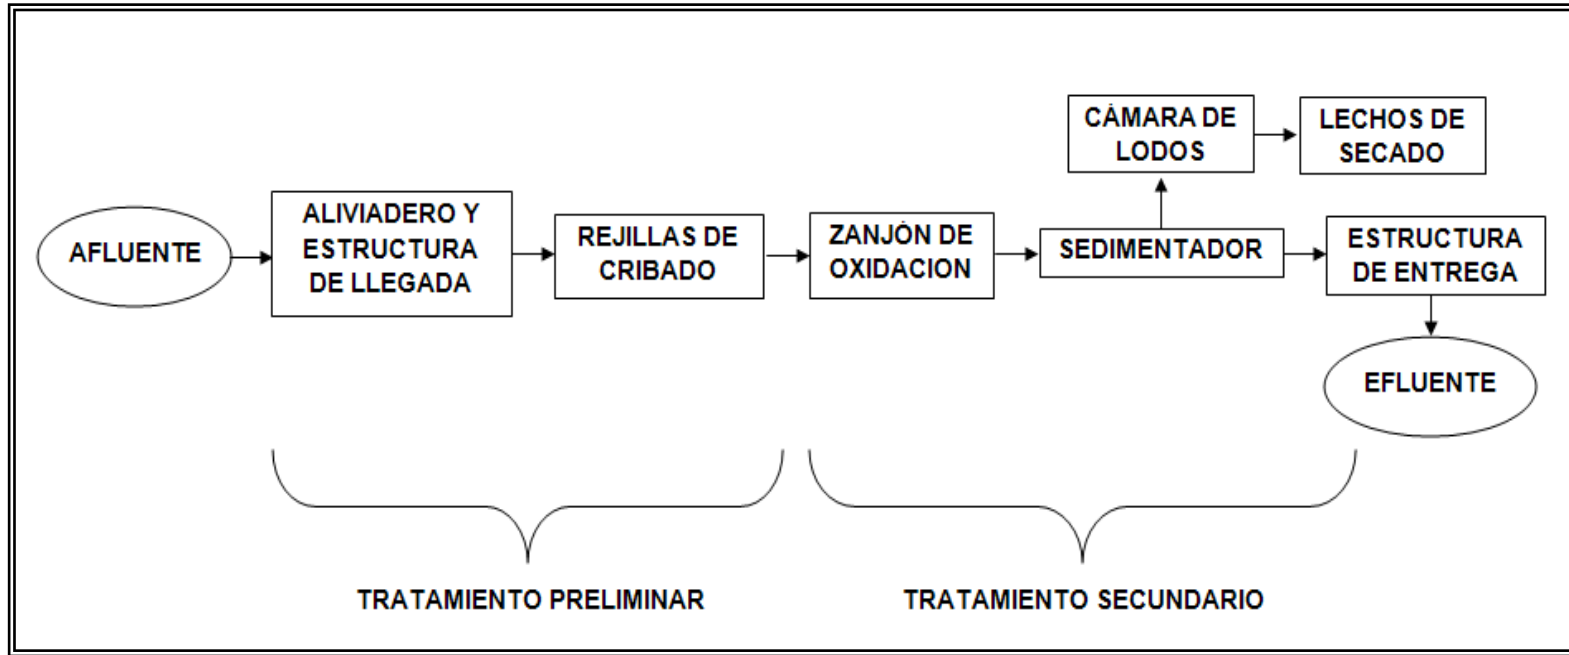 AFLUENTE
ALIVIADERO Y
ESTRUCTURA
DE LLEGADA
REJILLAS DE
CRIBADO
ZANJÓN DE
OXIDACION
SEDIMENTADOR
CÁMARA DE
LODOS
LECHOS DE
SECADO
ESTRUCTURA
DE ENTREGA
EFLUENTE
TRATAMIENTO PRELIMINAR
TRATAMIENTO SECUNDARIO